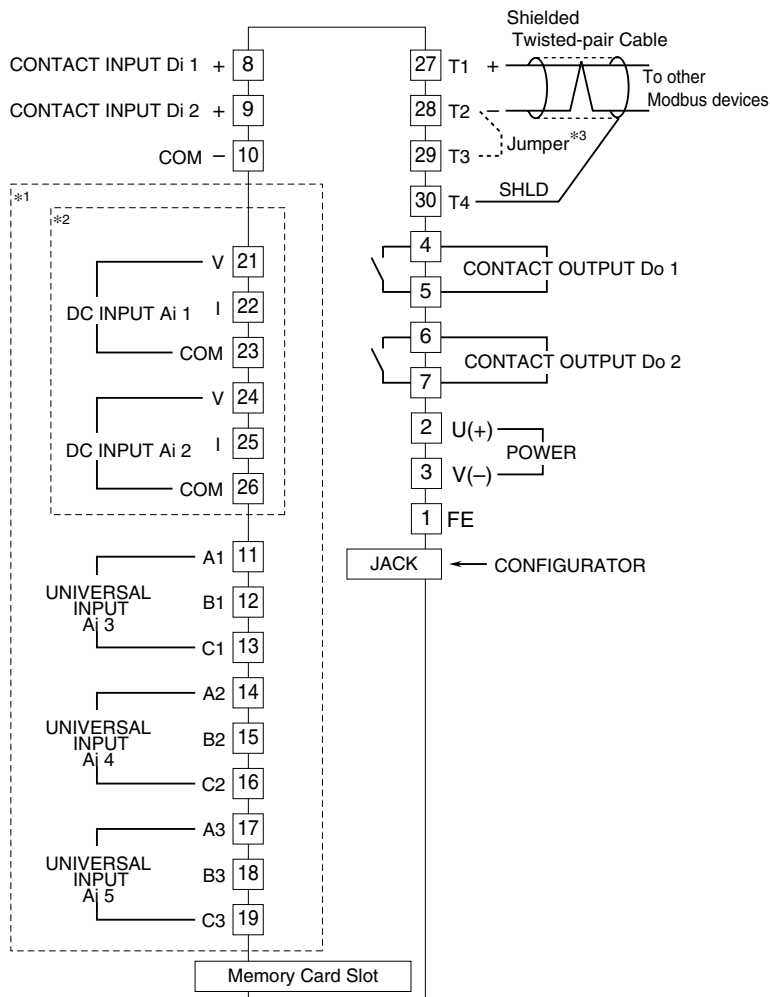 CONTACT INPUT Di 1 + 8
CONTACT INPUT Di 2 + 9
COM – 10
*1
*2
V 21
DC INPUT Ai 1
I 22
COM 23
V 24
DC INPUT Ai 2
I 25
COM 26
A1 11
UNIVERSAL
INPUT
Ai 3
B1 12
C1 13
A2 14
UNIVERSAL
INPUT
Ai 4
B2 15
C2 16
A3 17
UNIVERSAL
INPUT
Ai 5
B3 18
C3 19
Memory Card Slot
Shielded
Twisted-pair Cable
27 T1 +
To other
Modbus devices
28 T2 –
Jumper*3
29 T3
30 T4 SHLD
4
CONTACT OUTPUT Do 1
5
6
CONTACT OUTPUT Do 2
7
2 U(+)
POWER
3 V(–)
1 FE
JACK CONFIGURATOR